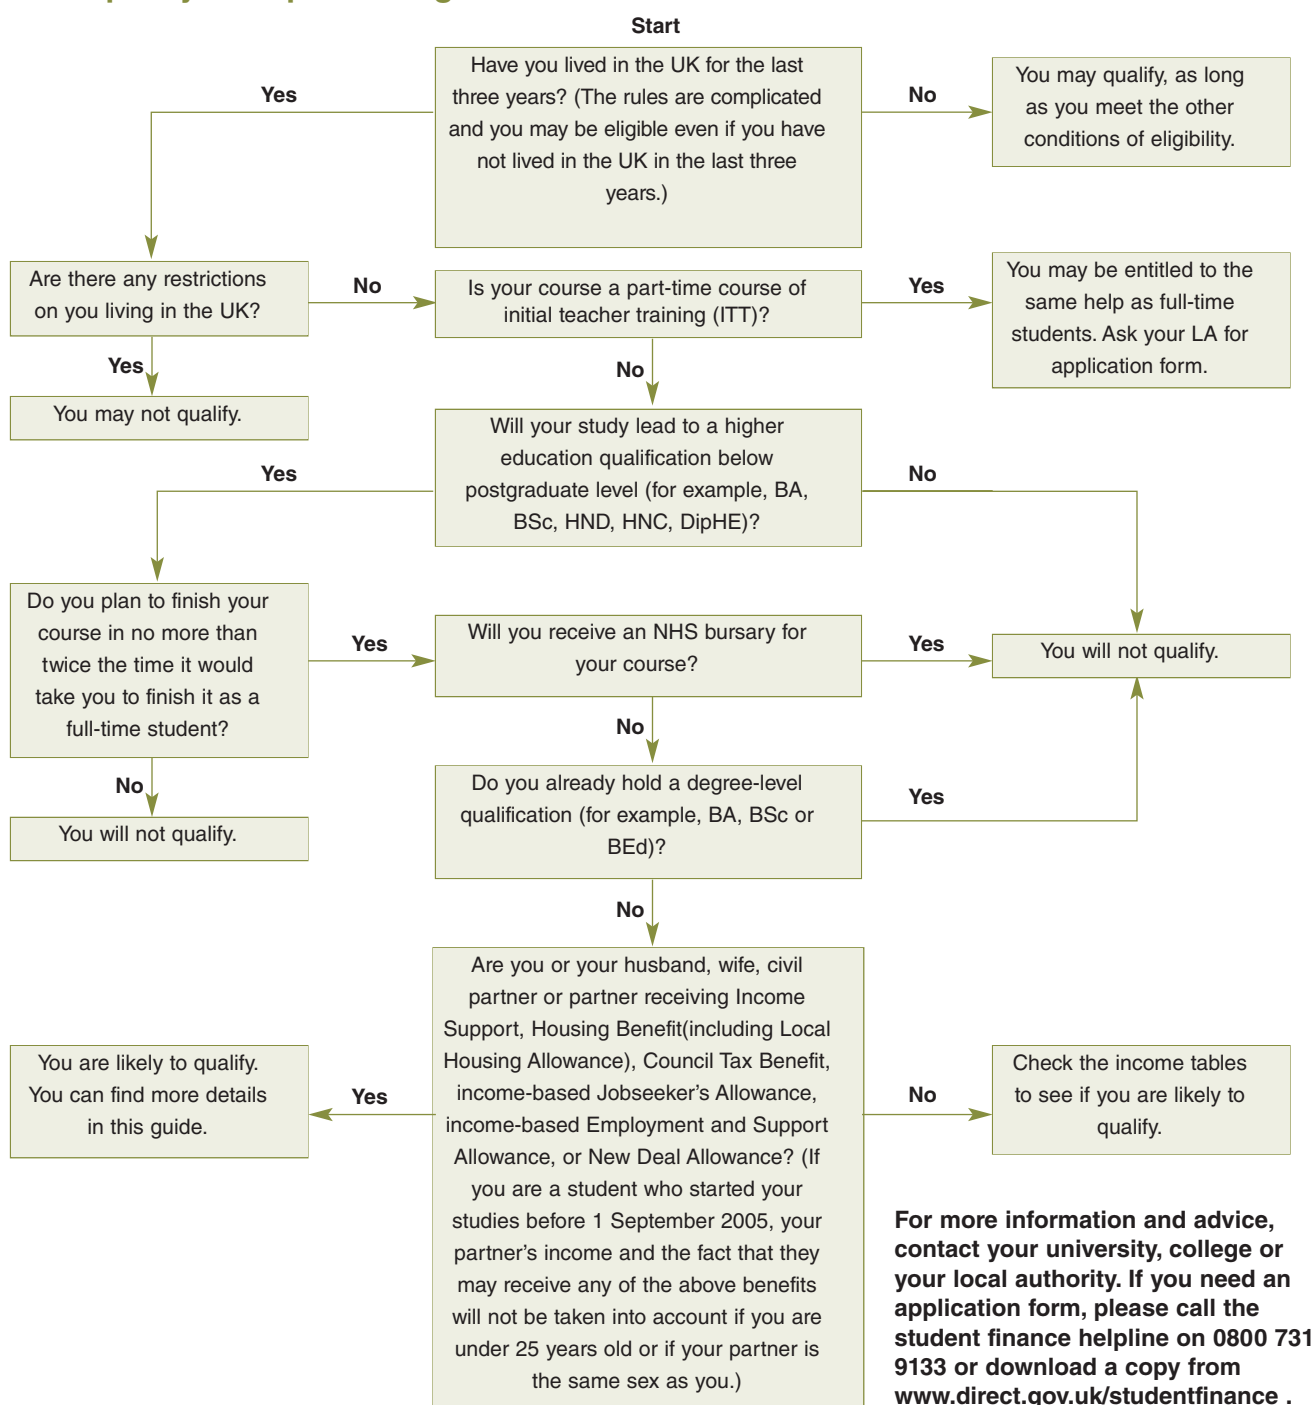 Start
Have you lived in the UK for the last
three years? (The rules are complicated
and you may be eligible even if you have
not lived in the UK in the last three
years.)
Yes
No
You may qualify, as long
as you meet the other
conditions of eligibility.
Are there any restrictions
on you living in the UK?
No
Is your course a part-time course of
initial teacher training (ITT)?
Yes
You may be entitled to the
same help as full-time
students. Ask your LA for
application form.
Yes
You may not qualify.
No
Will your study lead to a higher
education qualification below
postgraduate level (for example, BA,
BSc, HND, HNC, DipHE)?
Yes
No
Do you plan to finish your
course in no more than
twice the time it would
take you to finish it as a
full-time student?
Yes
Will you receive an NHS bursary for
your course?
Yes
You will not qualify.
No
You will not qualify.
No
Do you already hold a degree-level
qualification (for example, BA, BSc or
BEd)?
Yes
No
Are you or your husband, wife, civil
partner or partner receiving Income
Support, Housing Benefit(including Local
Housing Allowance), Council Tax Benefit,
income-based Jobseeker's Allowance,
income-based Employment and Support
Allowance, or New Deal Allowance? (If
you are a student who started your
studies before 1 September 2005, your
partner's income and the fact that they
may receive any of the above benefits
will not be taken into account if you are
under 25 years old or if your partner is
the same sex as you.)
Yes
You are likely to qualify.
You can find more details
in this guide.
No
Check the income tables
to see if you are likely to
qualify.
For more information and advice,
contact your university, college or
your local authority. If you need an
application form, please call the
student finance helpline on 0800 731
9133 or download a copy from
www.direct.gov.uk/studentfinance .